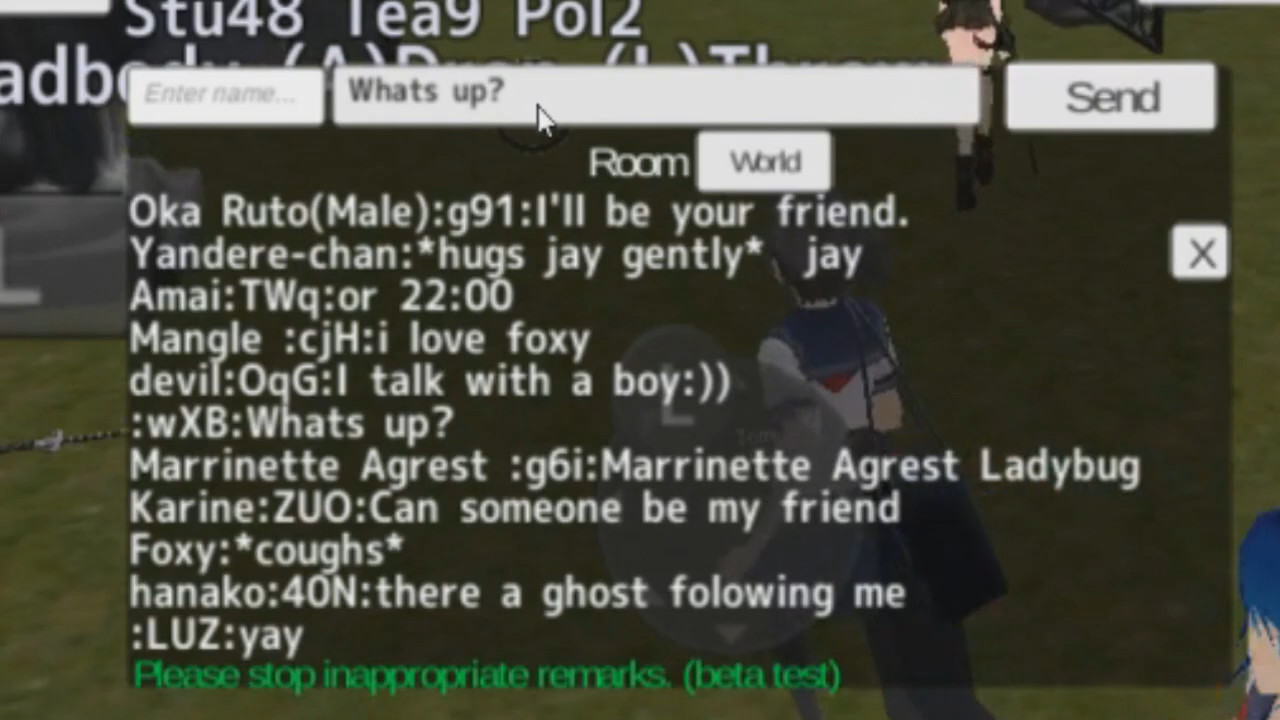 Stu48 Tea9 Pol2
Enter name...
Whats up?
Send
Room
World
Oka Ruto(Male):g91:I'll be your friend.
Yandere-chan:*hugs jay gently* jay
X
Amai:TWq:or 22:00
Mangle :cjH:i love foxy
devil:OqG:I talk with a boy:))
:wXB:Whats up?
Marrinette Agrest :g6i:Marrinette Agrest Ladybug
Karine:ZUO:Can someone be my friend
Foxy:*coughs*
hanako:40N:there a ghost folowing me
:LUZ:yay
Please stop inappropriate remarks. (beta test)